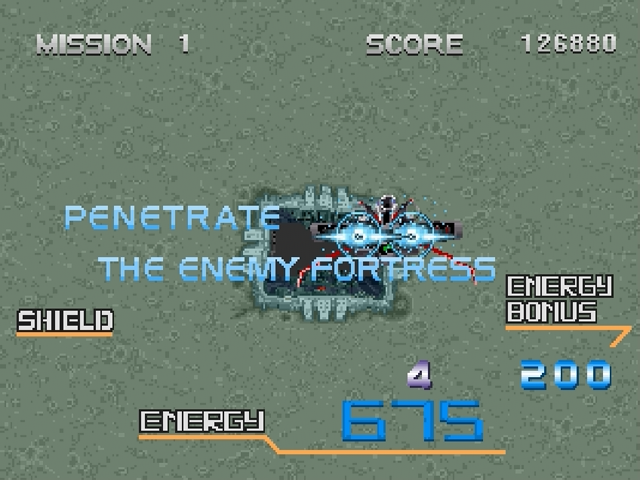 MISSION 1 SCORE 126880
PENETRATE
THE ENEMY FORTRESS
ENERGY
BONUS
SHIELD
4 200
ENERGY 675